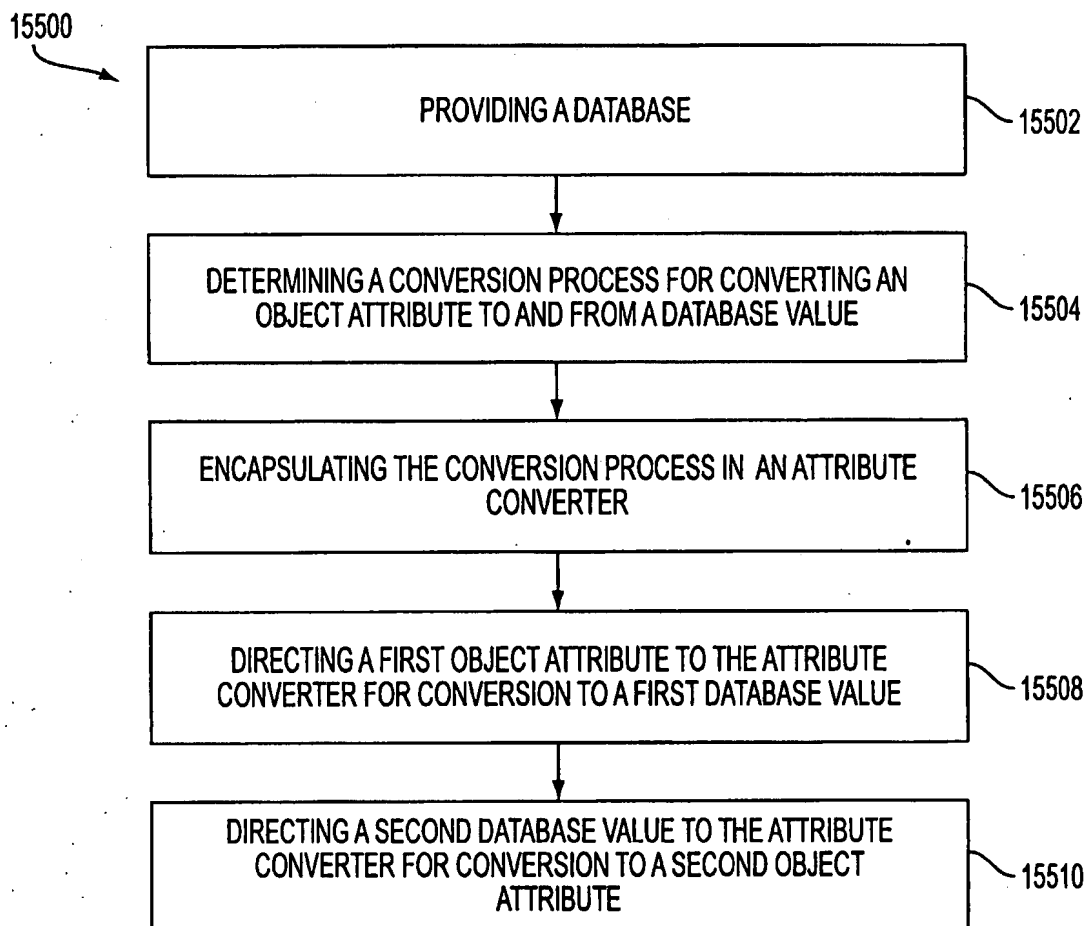 15500
PROVIDING A DATABASE
15502
DETERMINING A CONVERSION PROCESS FOR CONVERTING AN
OBJECT ATTRIBUTE TO AND FROM A DATABASE VALUE
15504
ENCAPSULATING THE CONVERSION PROCESS IN AN ATTRIBUTE
CONVERTER
15506
DIRECTING A FIRST OBJECT ATTRIBUTE TO THE ATTRIBUTE
CONVERTER FOR CONVERSION TO A FIRST DATABASE VALUE
15508
DIRECTING A SECOND DATABASE VALUE TO THE ATTRIBUTE
CONVERTER FOR CONVERSION TO A SECOND OBJECT
ATTRIBUTE
15510